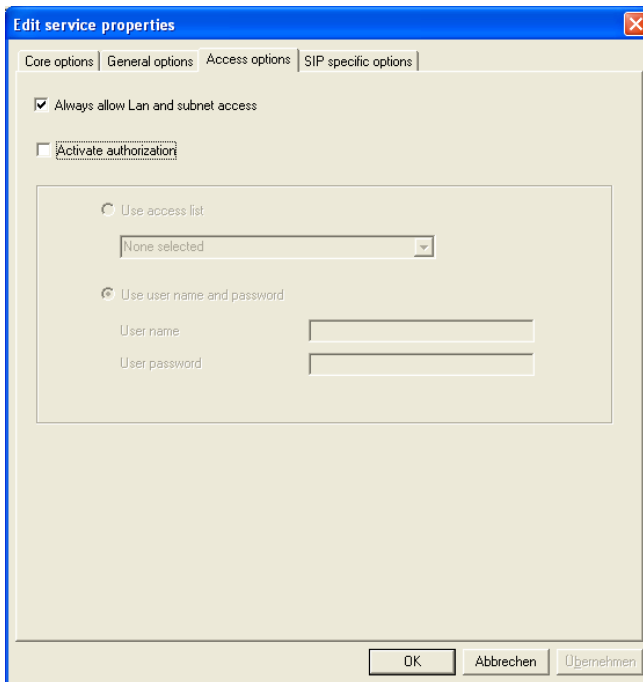 Edit service properties
Core options General options Access options SIP specific options
Always allow Lan and subnet access
Activate authorization
Use access list
None selected
Use user name and password
User name
User password
OK Abbrechen Übernehmen